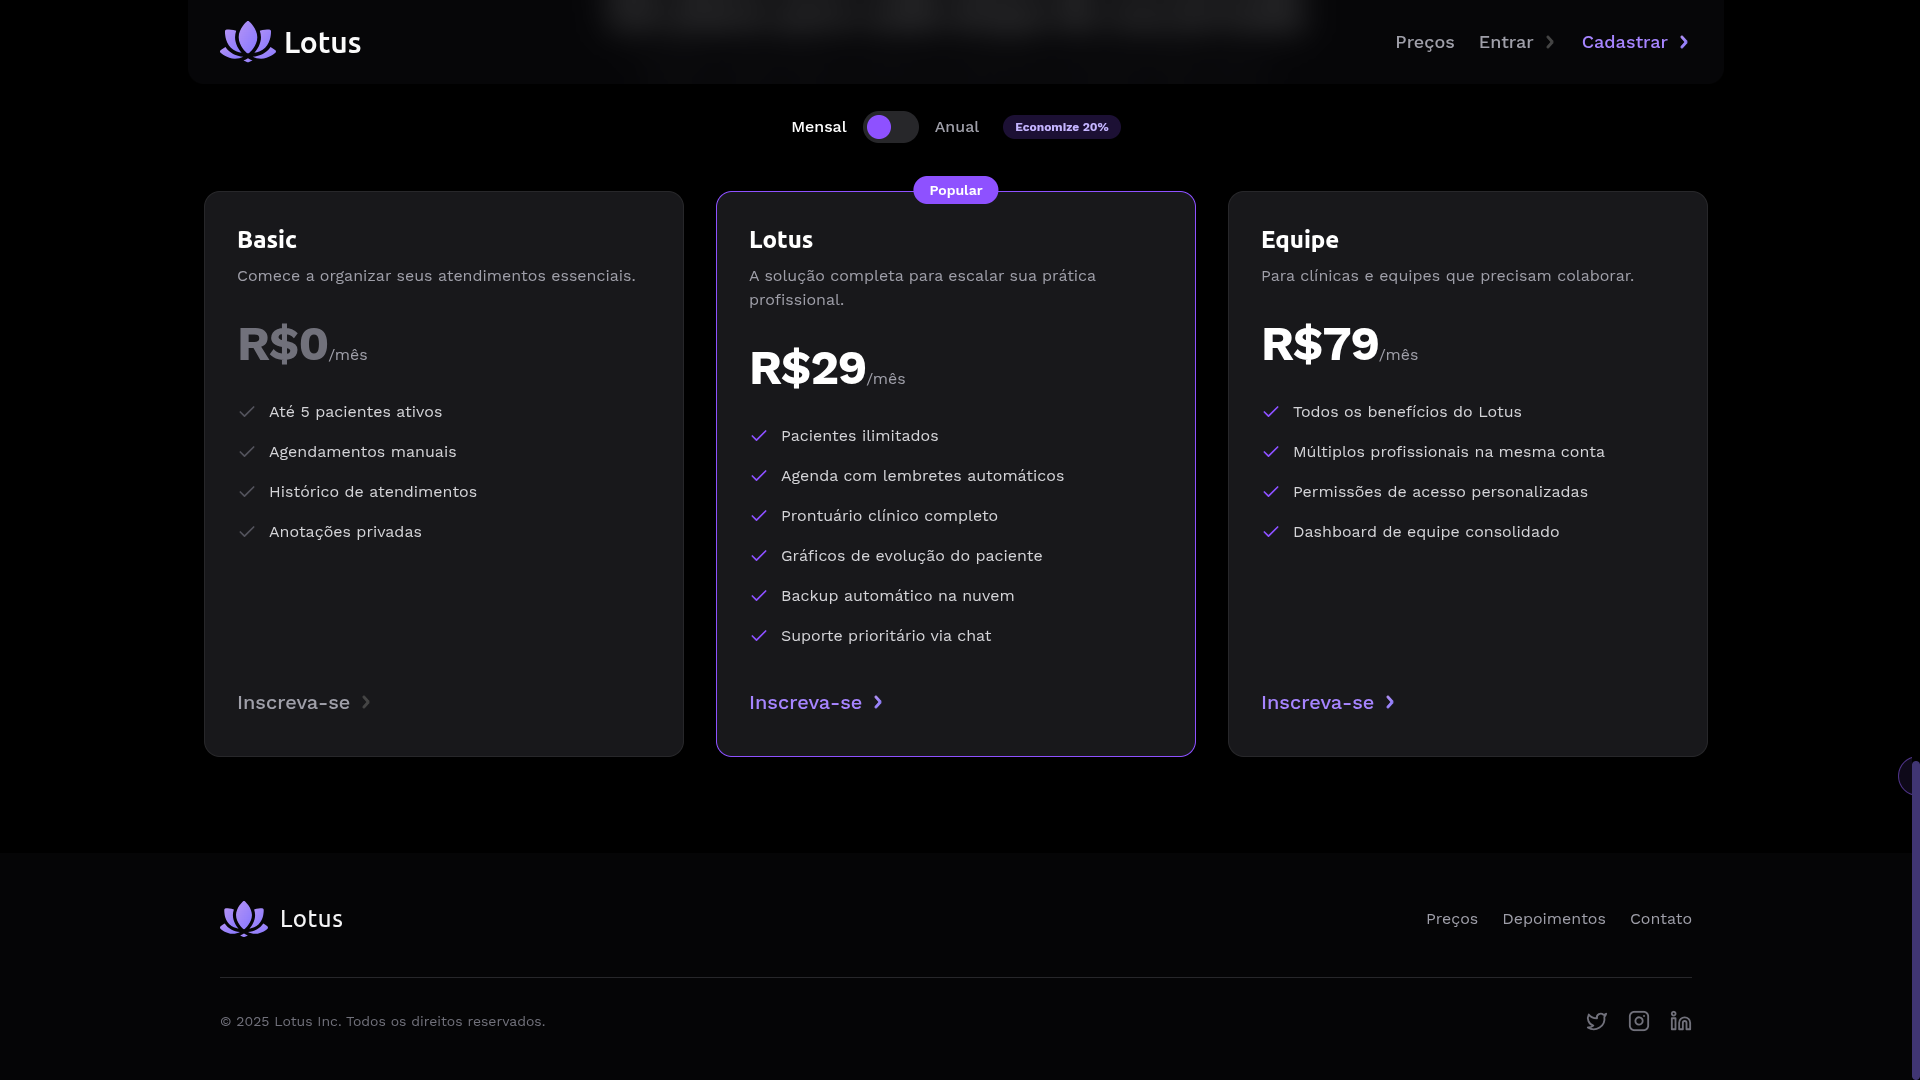 Lotus
Preços
Entrar
Cadastrar
Mensal
Anual
Economize 20%
Basic
Comece a organizar seus atendimentos essenciais.
R$0/mês
Até 5 pacientes ativos
Agendamentos manuais
Histórico de atendimentos
Anotações privadas
Inscreva-se
Popular
Lotus
A solução completa para escalar sua prática
profissional.
R$29/mês
Pacientes ilimitados
Agenda com lembretes automáticos
Prontuário clínico completo
Gráficos de evolução do paciente
Backup automático na nuvem
Suporte prioritário via chat
Inscreva-se
Equipe
Para clínicas e equipes que precisam colaborar.
R$79/mês
Todos os benefícios do Lotus
Múltiplos profissionais na mesma conta
Permissões de acesso personalizadas
Dashboard de equipe consolidado
Inscreva-se
Lotus
Preços
Depoimentos
Contato
© 2025 Lotus Inc. Todos os direitos reservados.